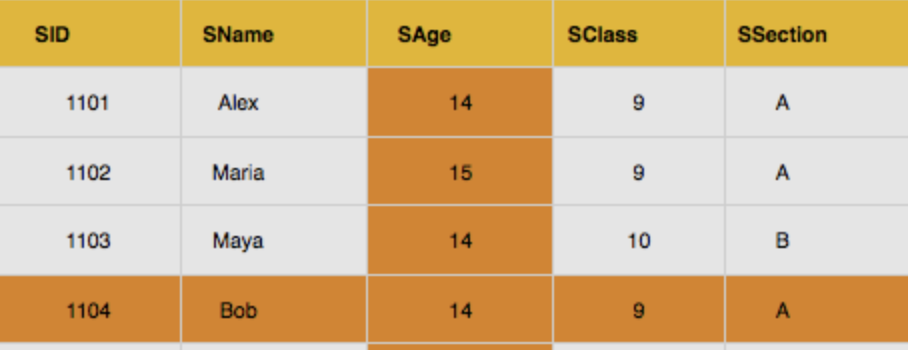 SID SName SAge SClass SSection
1101 Alex 14 9 A
1102 Maria 15 9 A
1103 Maya 14 10 B
1104 Bob 14 9 A